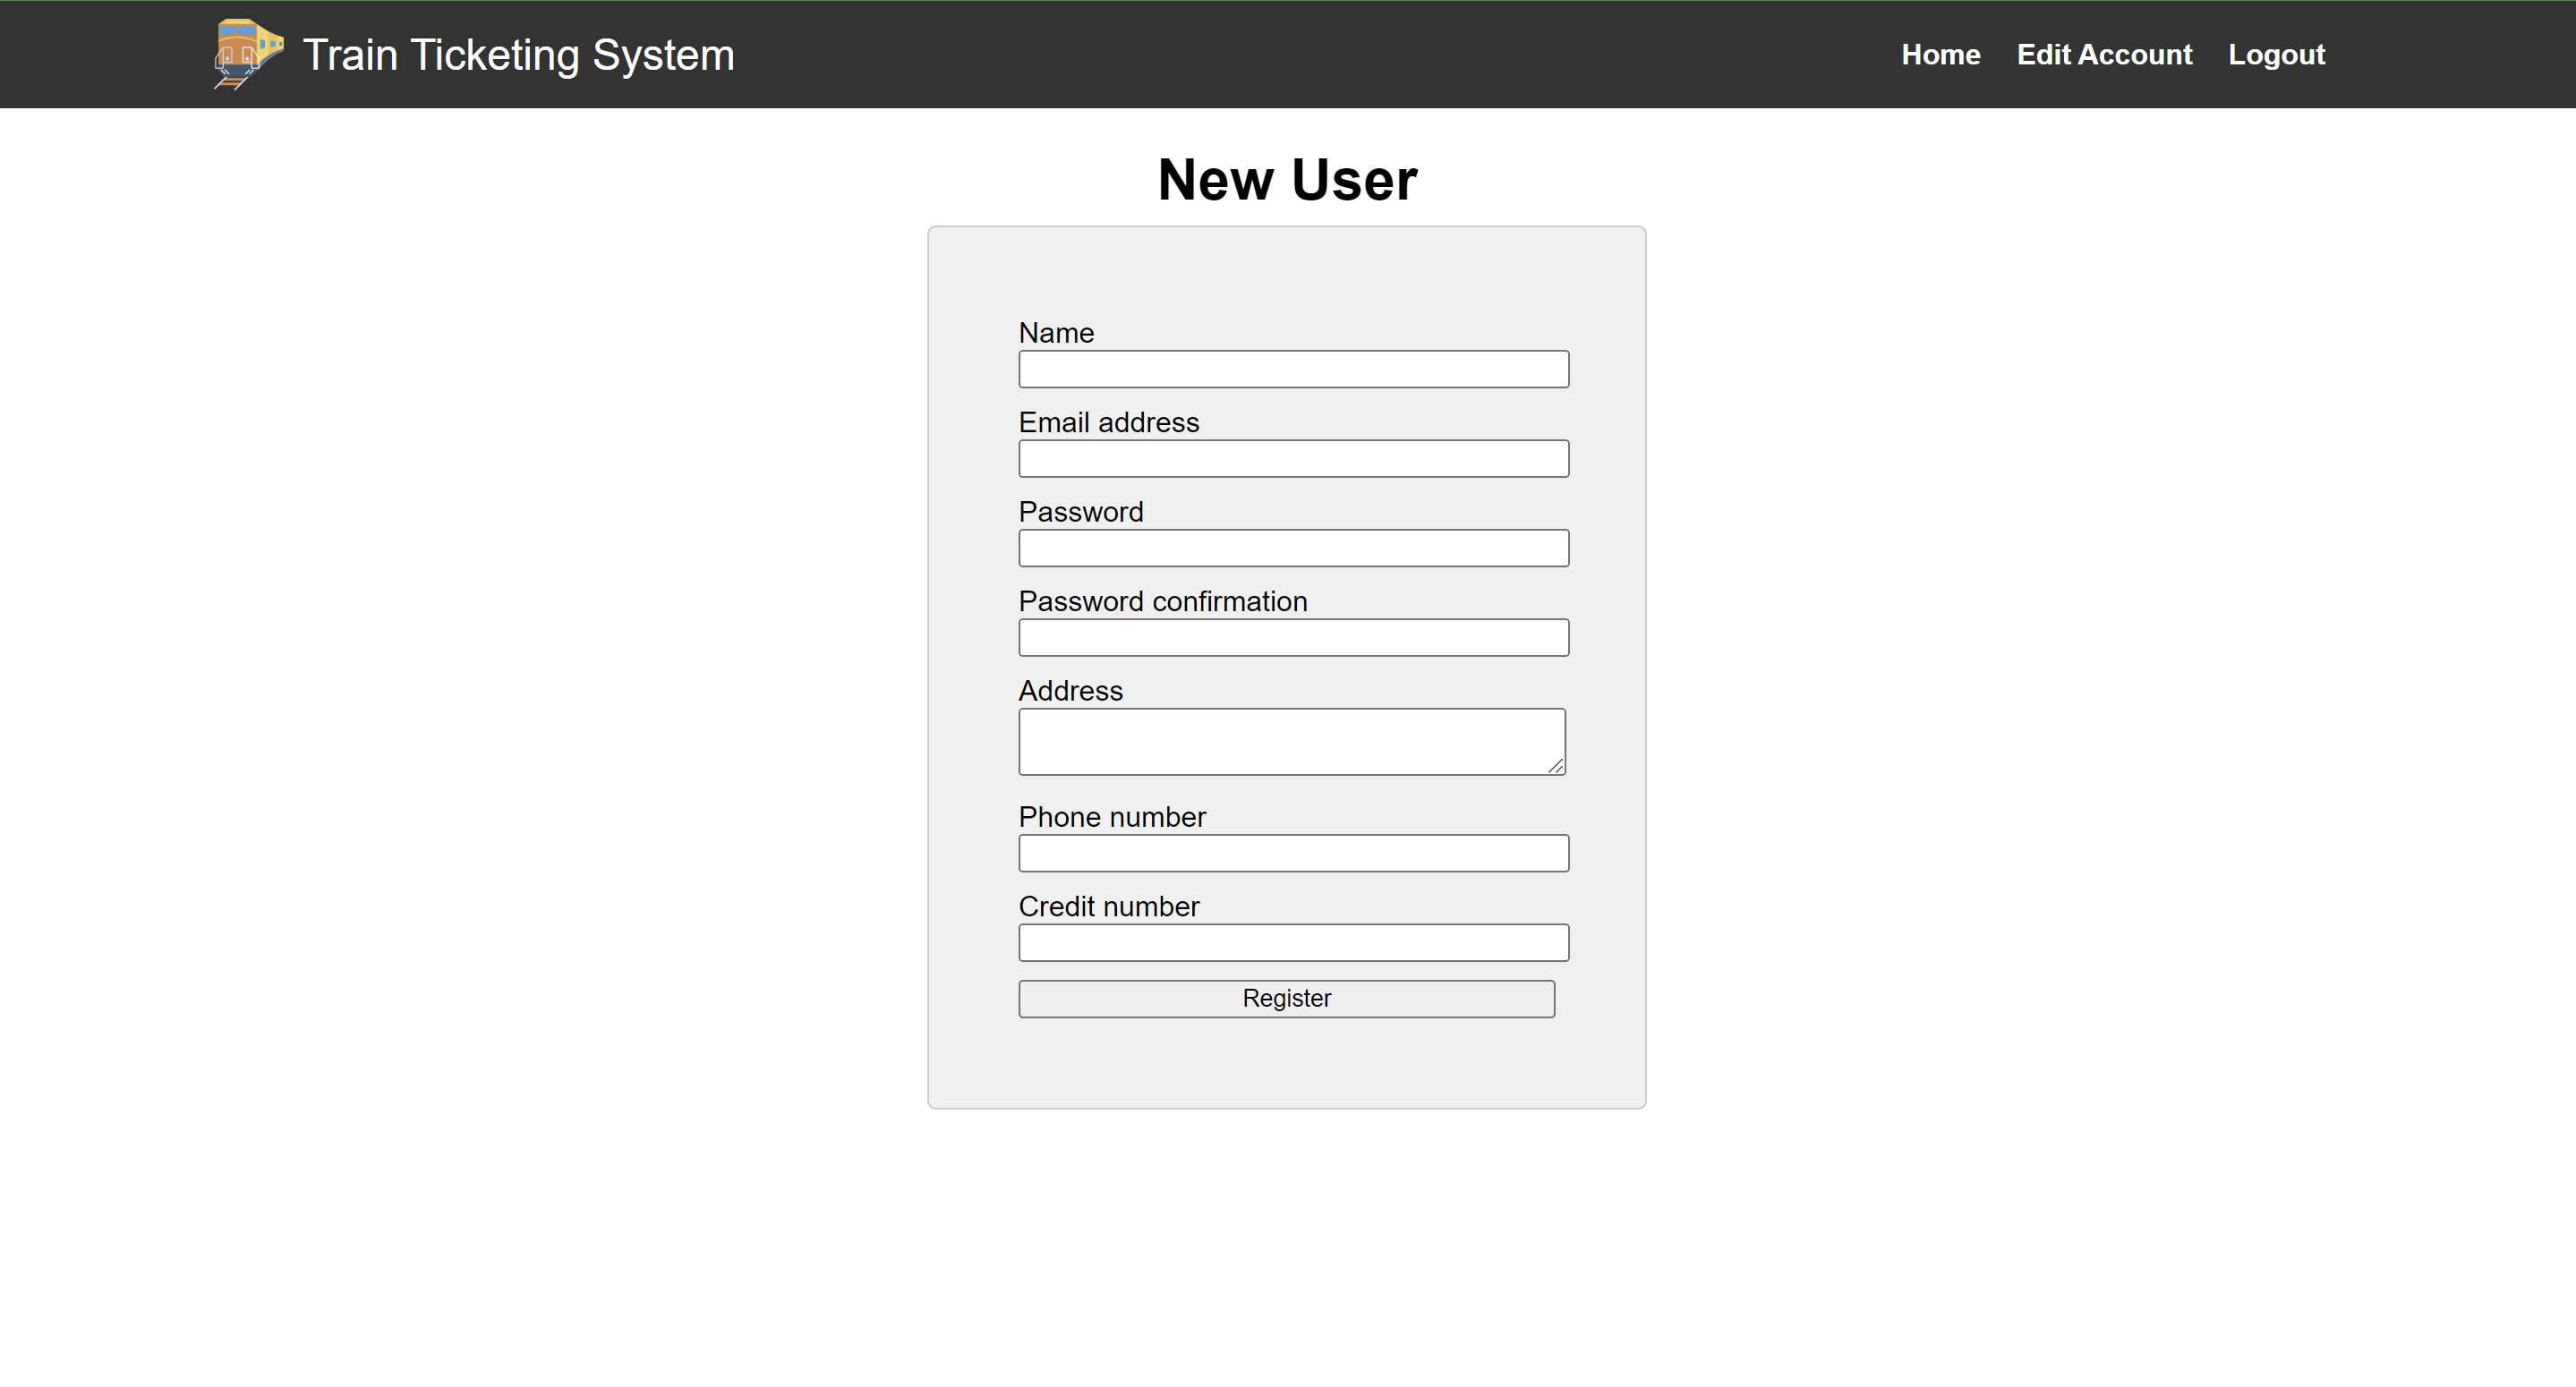 Train Ticketing System
Home Edit Account Logout
New User
Name
Email address
Password
Password confirmation
Address
Phone number
Credit number
Register